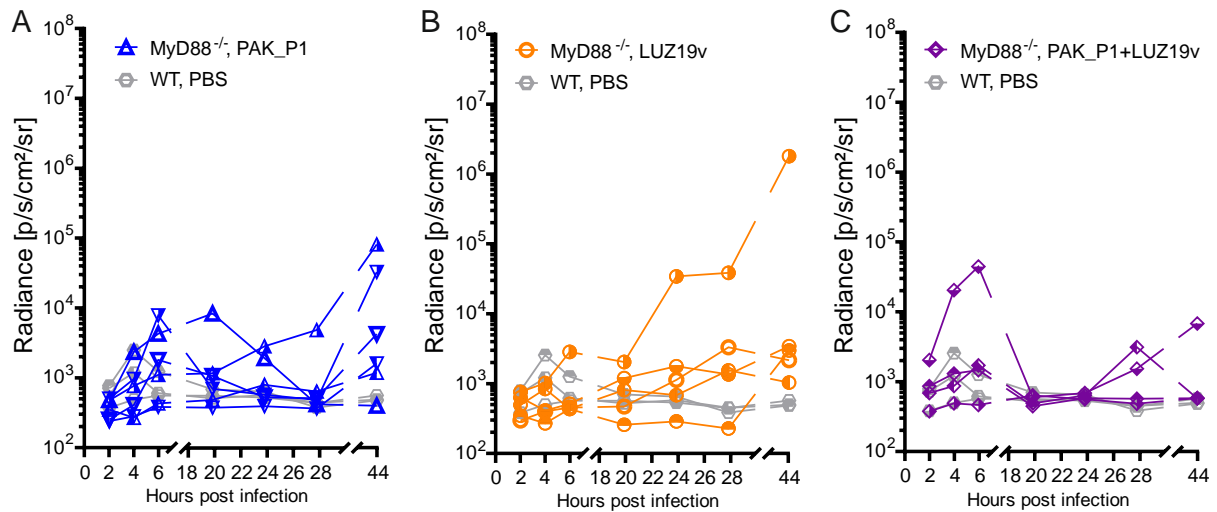 A
Radiance [p/s/cm²/sr]
10⁸
10⁷
10⁶
10⁵
10⁴
10³
10²
MyD88⁻/⁻, PAK_P1
WT, PBS
0 2 4 6 18 20 22 24 26 28 44
Hours post infection
B
Radiance [p/s/cm²/sr]
10⁸
10⁷
10⁶
10⁵
10⁴
10³
10²
MyD88⁻/⁻, LUZ19v
WT, PBS
0 2 4 6 18 20 22 24 26 28 44
Hours post infection
C
Radiance [p/s/cm²/sr]
10⁸
10⁷
10⁶
10⁵
10⁴
10³
10²
MyD88⁻/⁻, PAK_P1+LUZ19v
WT, PBS
0 2 4 6 18 20 22 24 26 28 44
Hours post infection